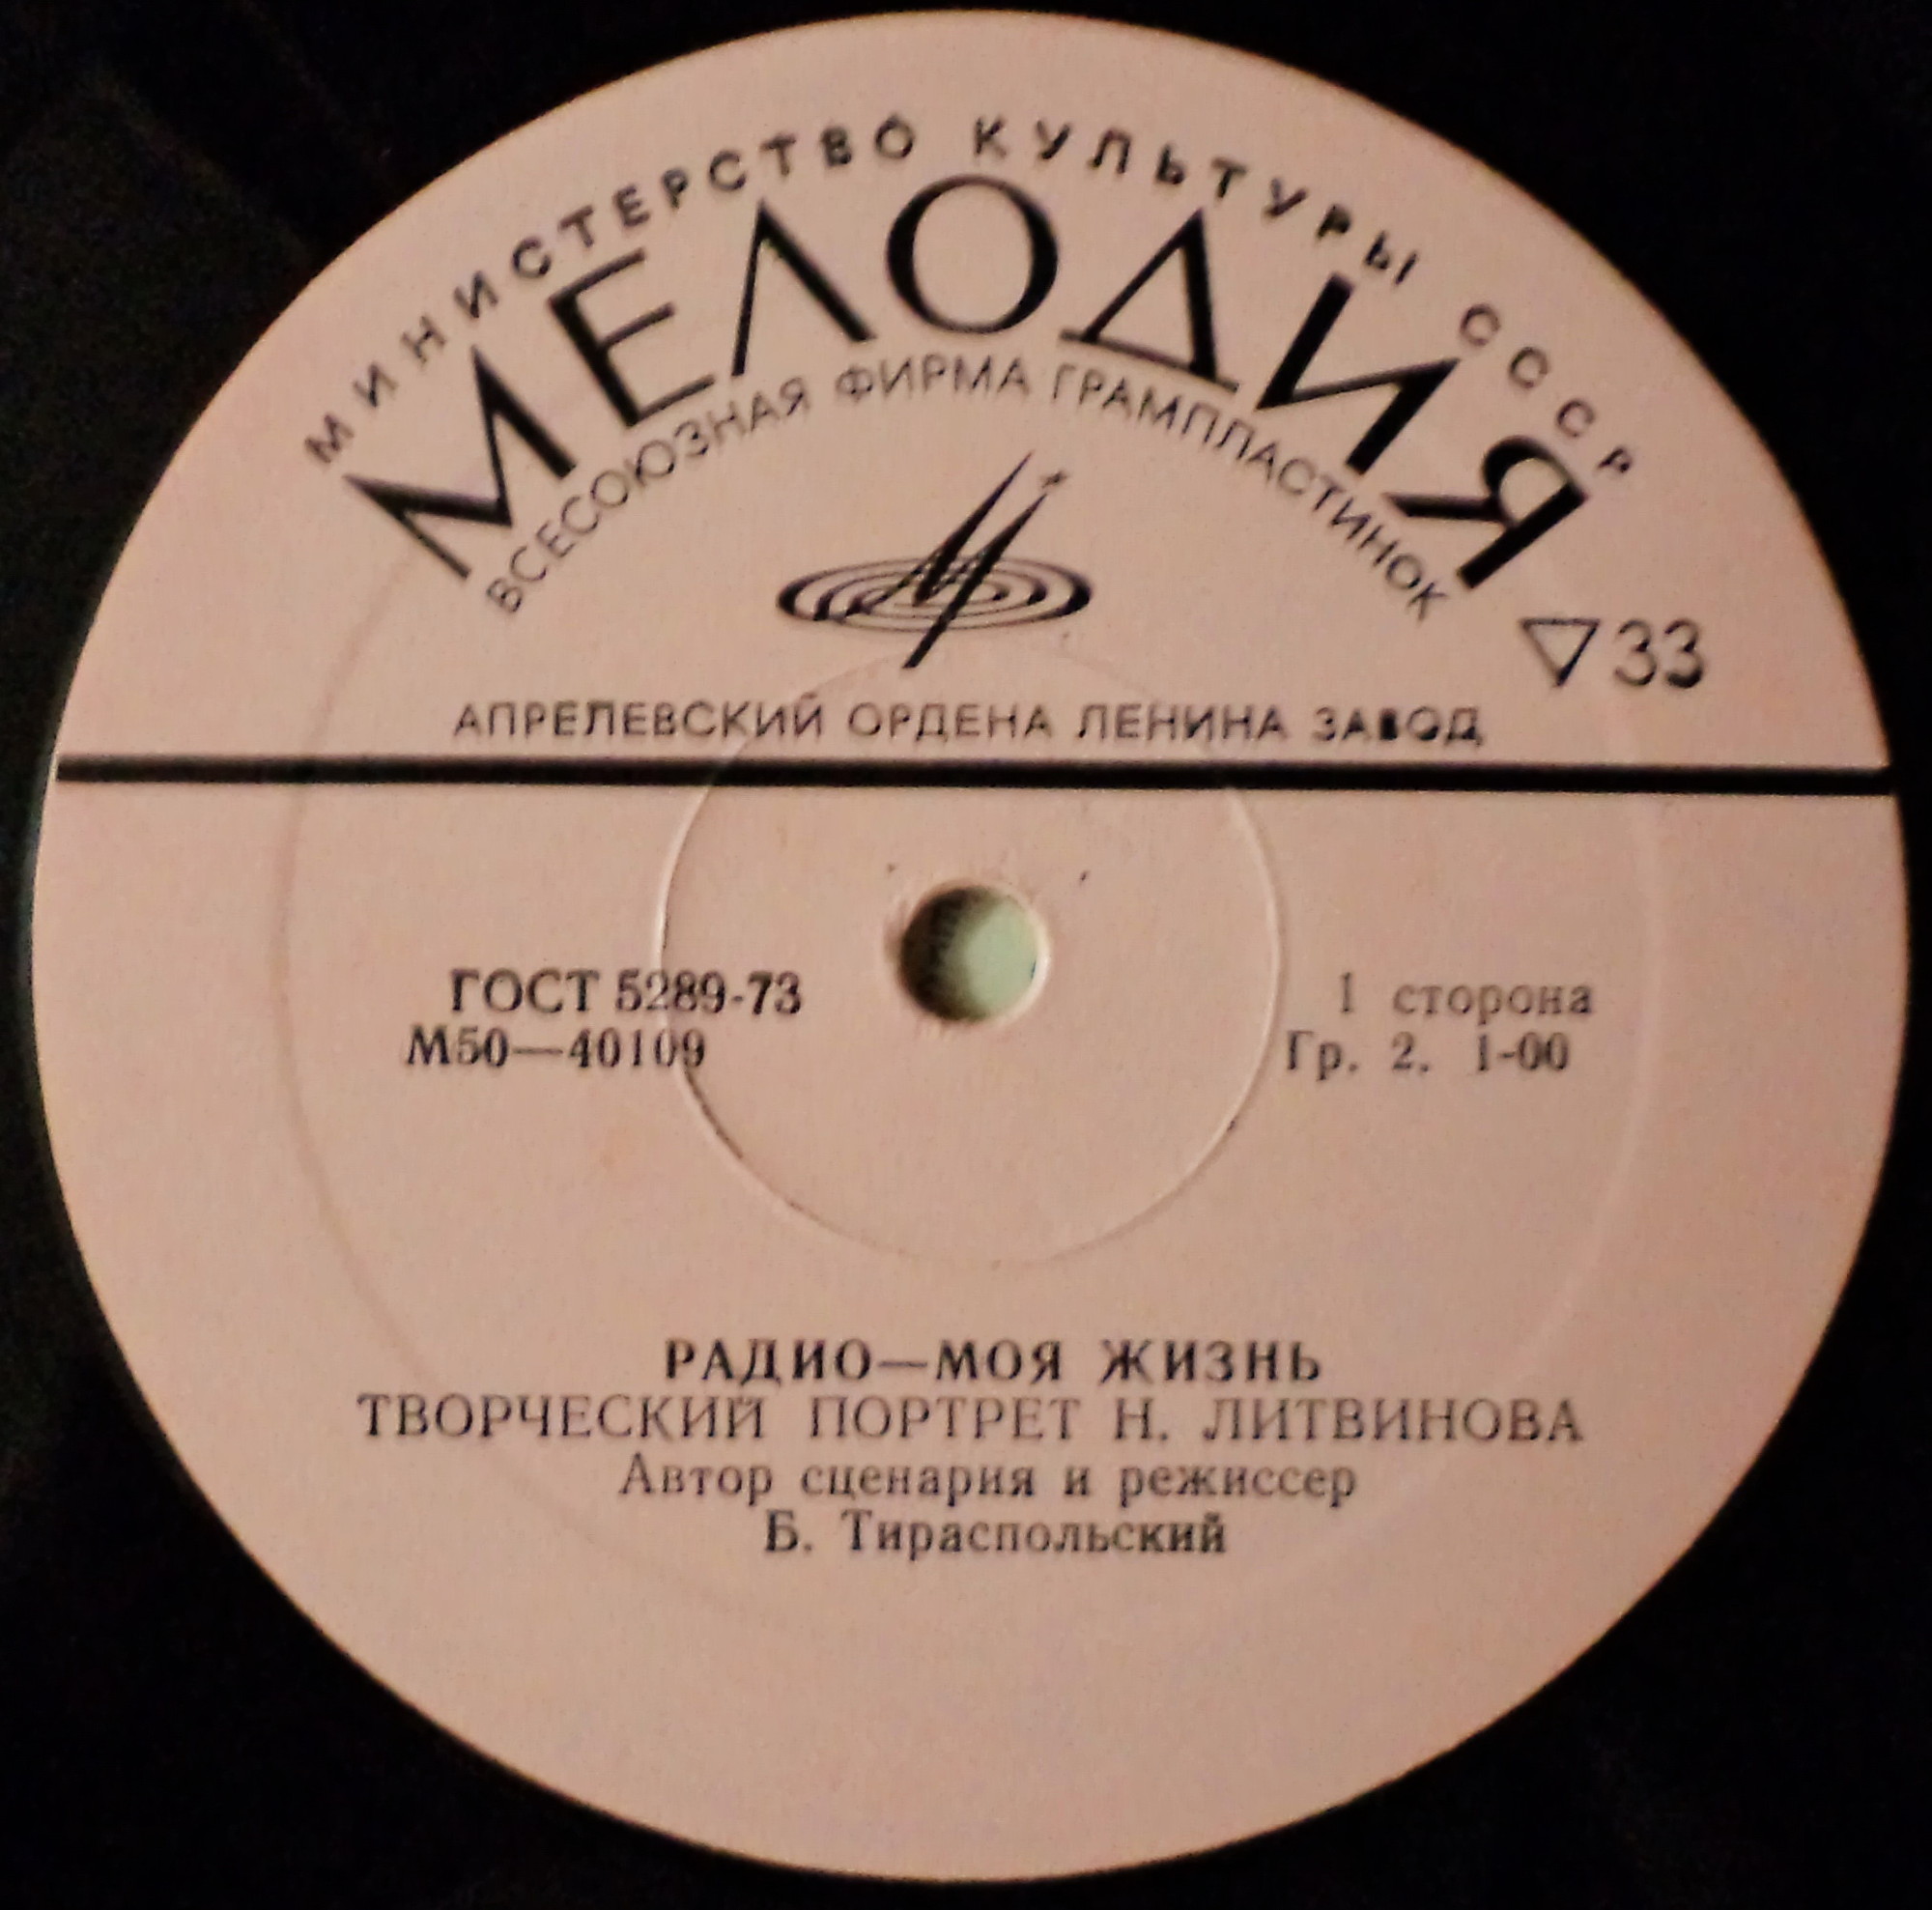 МИНИСТЕРСТВО КУЛЬТУРЫ СССР
МЕЛОДИЯ
ВСЕСОЮЗНАЯ ФИРМА ГРАМПЛАСТИНОК
▽33
АПРЕЛЕВСКИЙ ОРДЕНА ЛЕНИНА ЗАВОД
ГОСТ 5289-73
1 сторона
М50—40109
Гр. 2. 1-00
РАДИО—МОЯ ЖИЗНЬ
ТВОРЧЕСКИЙ ПОРТРЕТ Н. ЛИТВИНОВА
Автор сценария и режиссер
Б. Тираспольский